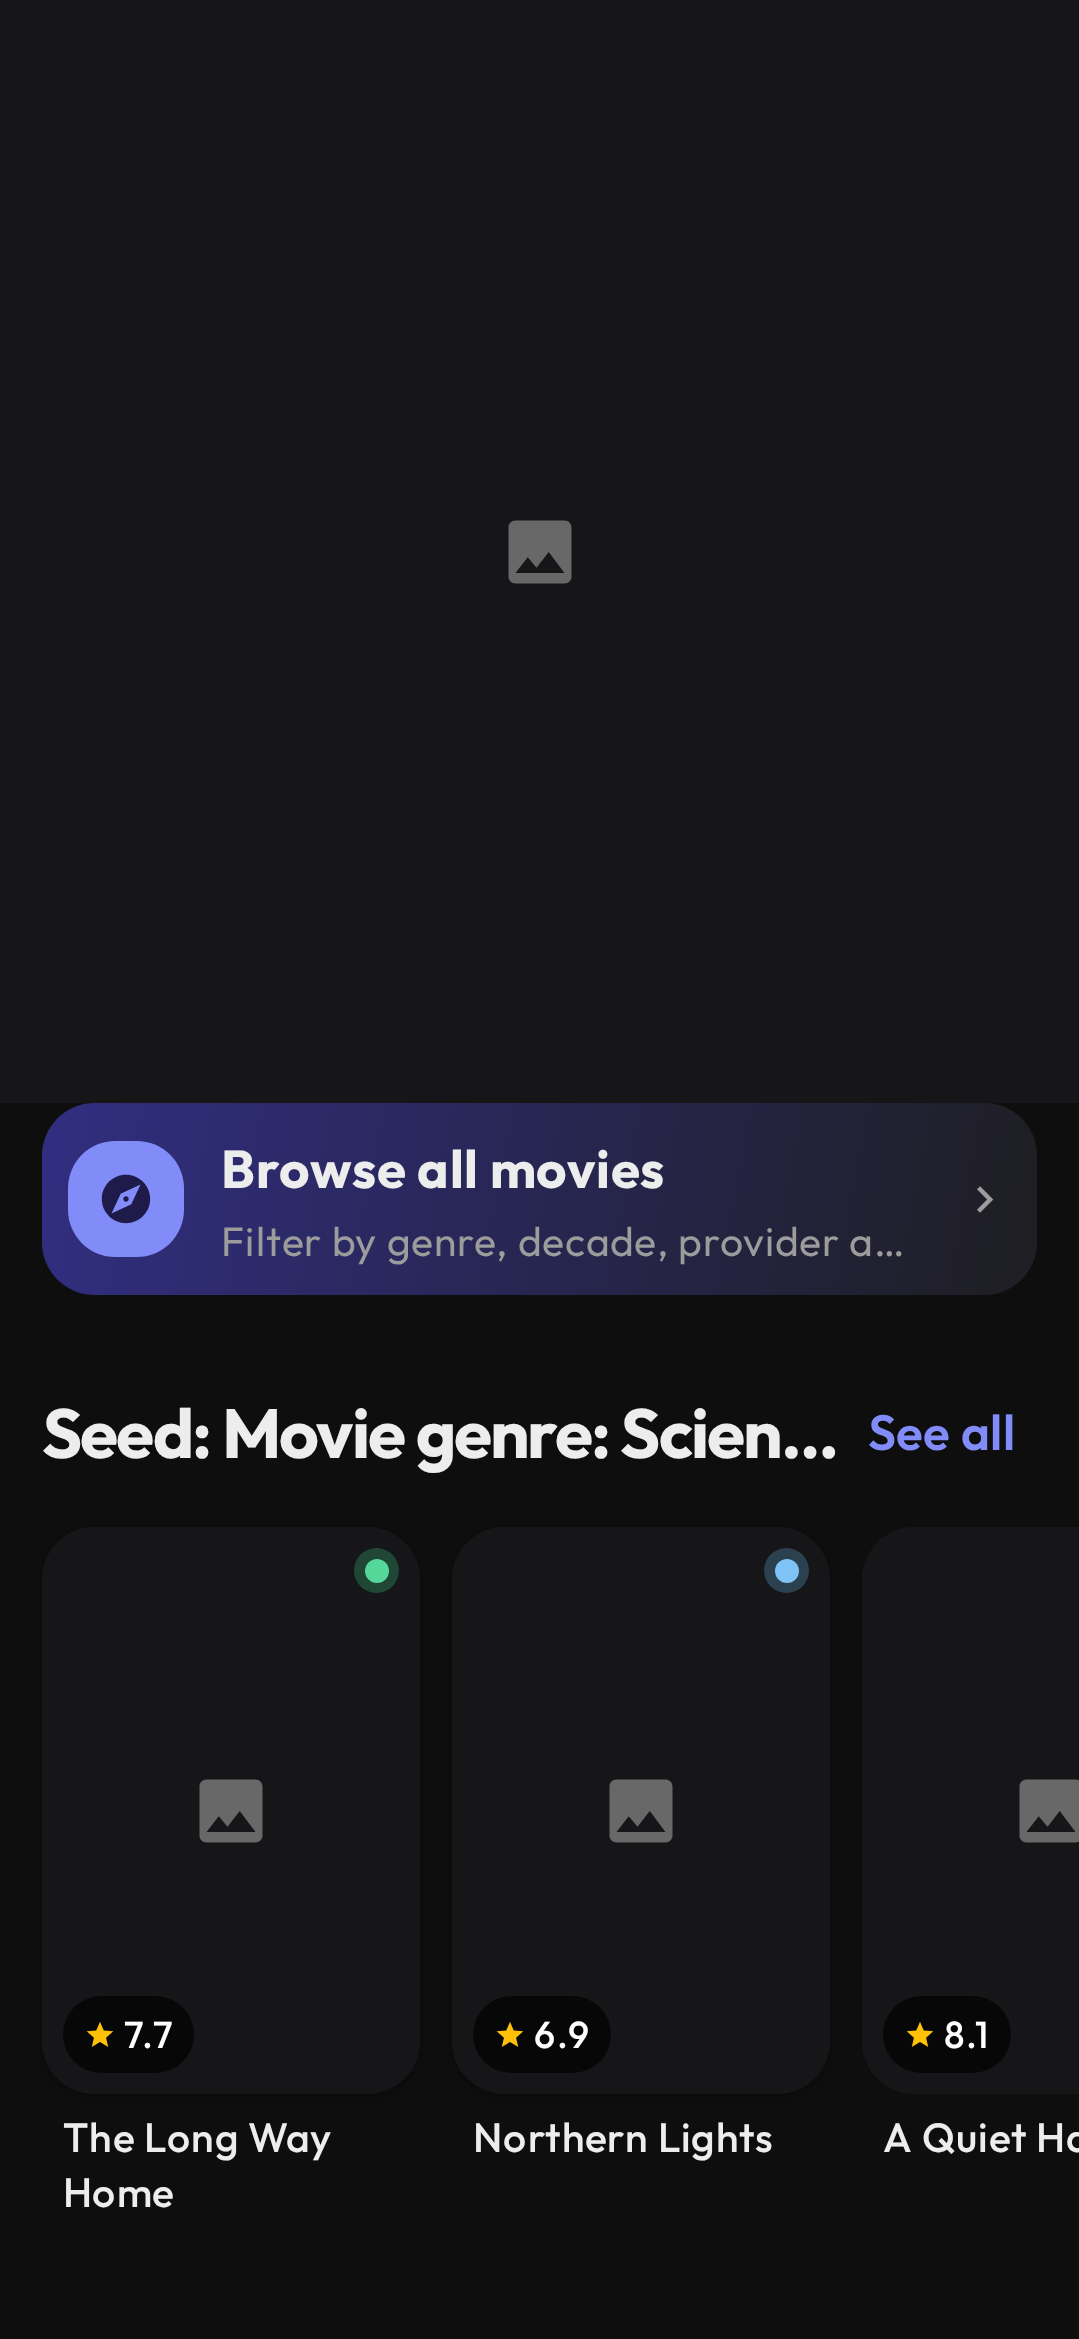 Browse all movies
Filter by genre, decade, provider a...
Seed: Movie genre: Scien...
See all
7.7
6.9
8.1
The Long Way
Home
Northern Lights
A Quiet